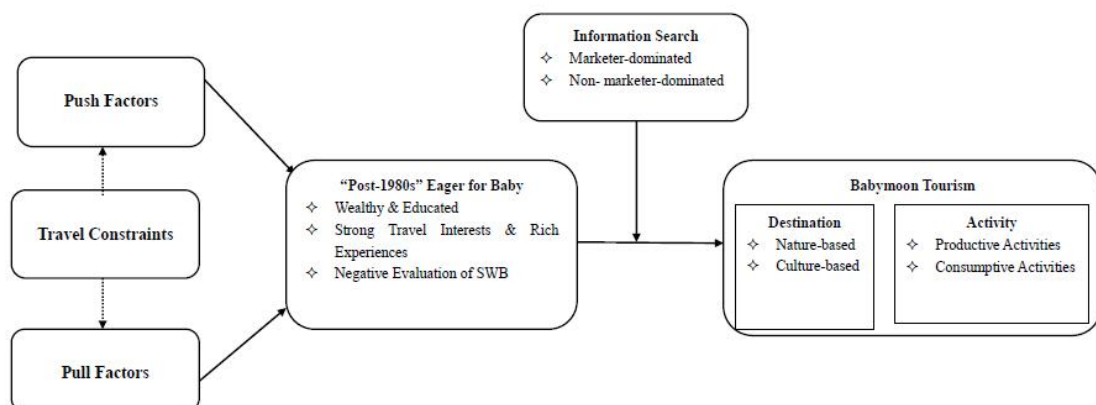 Information Search
✧ Marketer-dominated
✧ Non- marketer-dominated
Push Factors
Travel Constraints
Pull Factors
“Post-1980s” Eager for Baby
✧ Wealthy & Educated
✧ Strong Travel Interests & Rich
Experiences
✧ Negative Evaluation of SWB
Babymoon Tourism
Destination
✧ Nature-based
✧ Culture-based
Activity
✧ Productive Activities
✧ Consumptive Activities